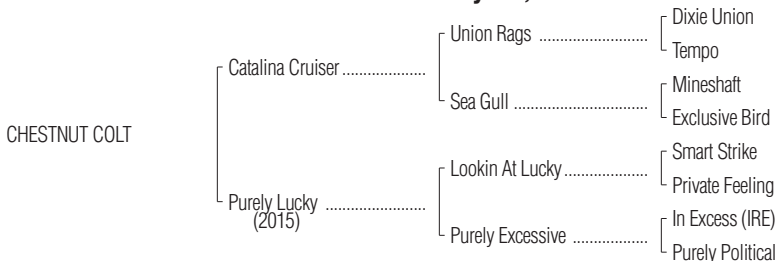 Dixie Union
Union Rags ...................
Tempo
Catalina Cruiser ....................
Mineshaft
Sea Gull ........................
Exclusive Bird
CHESTNUT COLT
Smart Strike
Lookin At Lucky ...............
Private Feeling
Purely Lucky ........................
(2015)
In Excess (IRE)
Purely Excessive .................
Purely Political